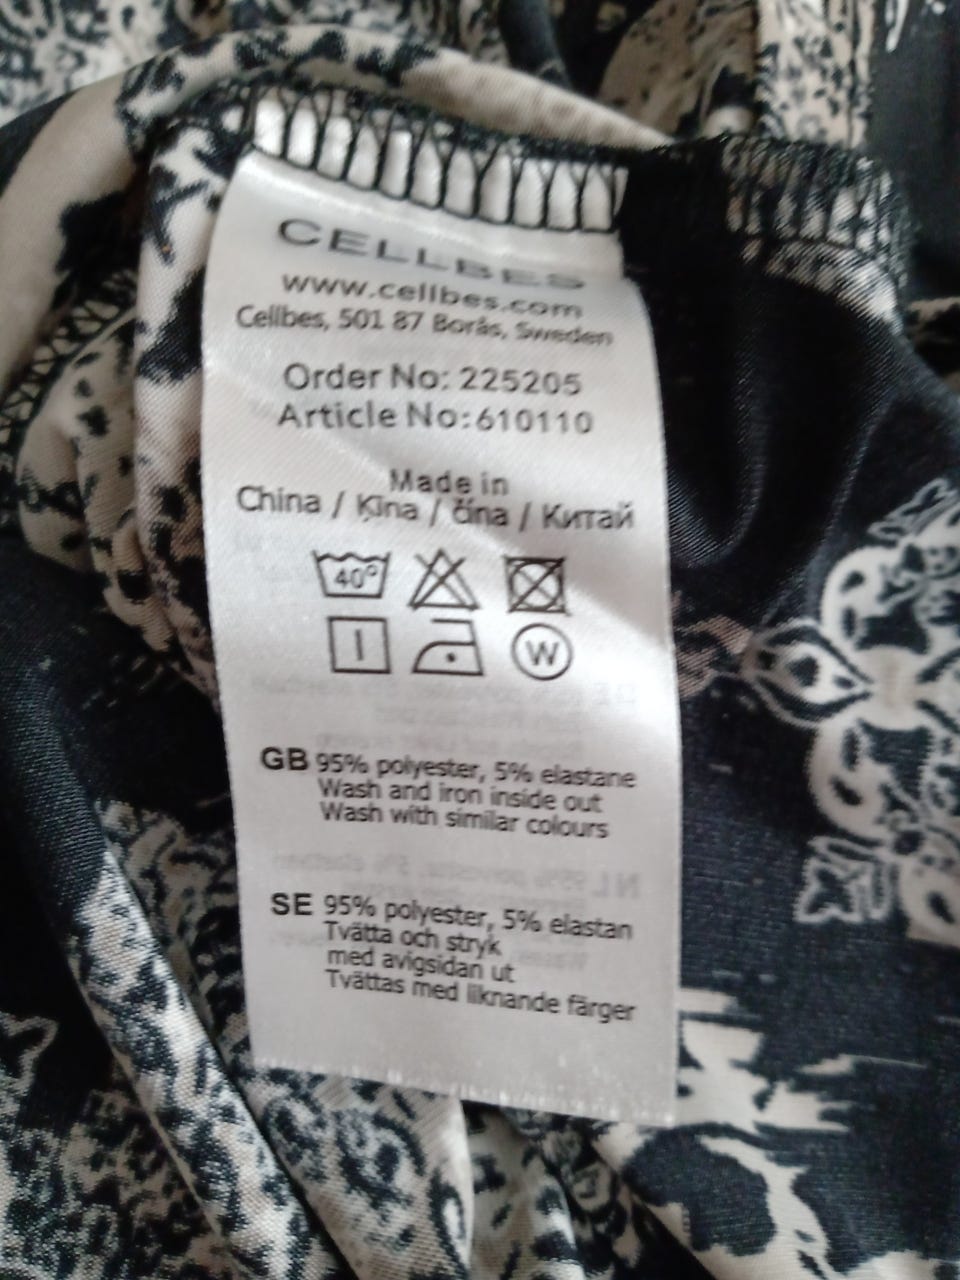 CELLBES
www.cellbes.com
Cellbes, 501 87 Borås, Sweden
Order No: 225205
Article No:610110
Made in
China / Ķīna / čína / Китай
40°
W
GB 95% polyester, 5% elastane
Wash and iron inside out
Wash with similar colours
SE 95% polyester, 5% elastan
Tvätta och stryk
med avigsidan ut
Tvättas med liknande färger